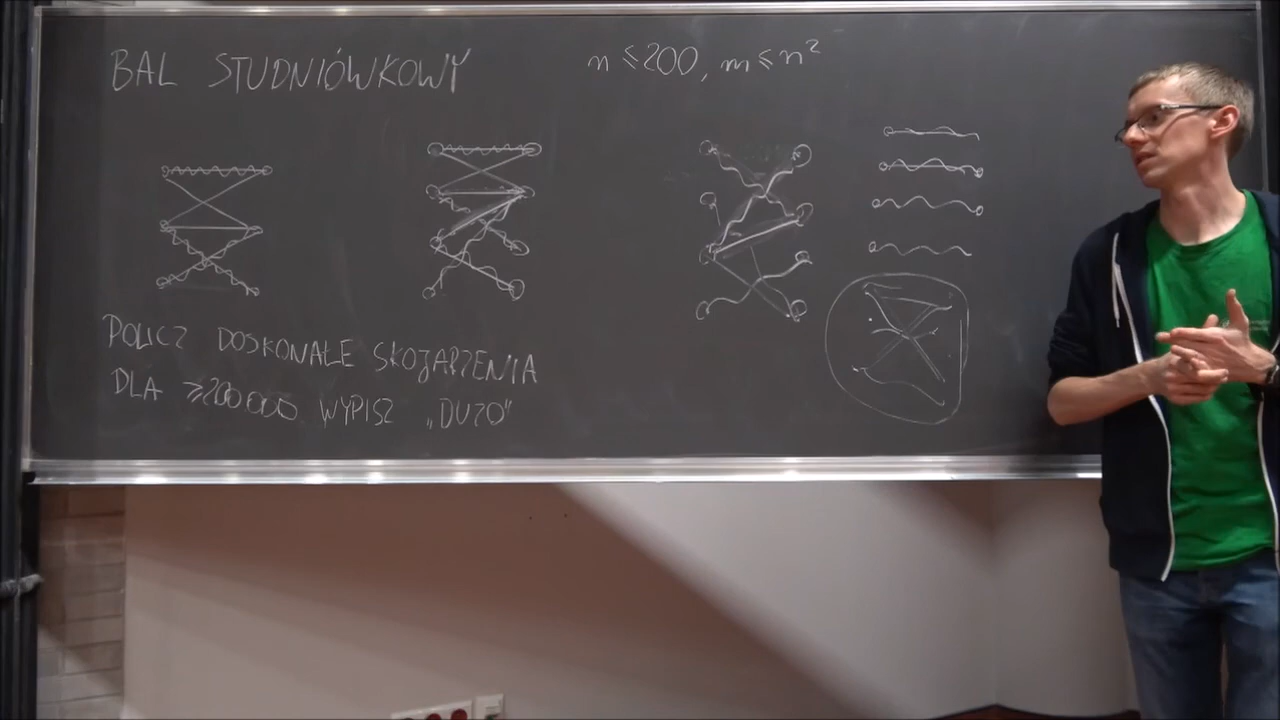 BAL STUDNIÓWKOWY
n ≤ 200, m ≤ n²
POLICZ DOSKONAŁE SKOJARZENIA
DLA ≥200 000 WYPISZ „DUŻO”